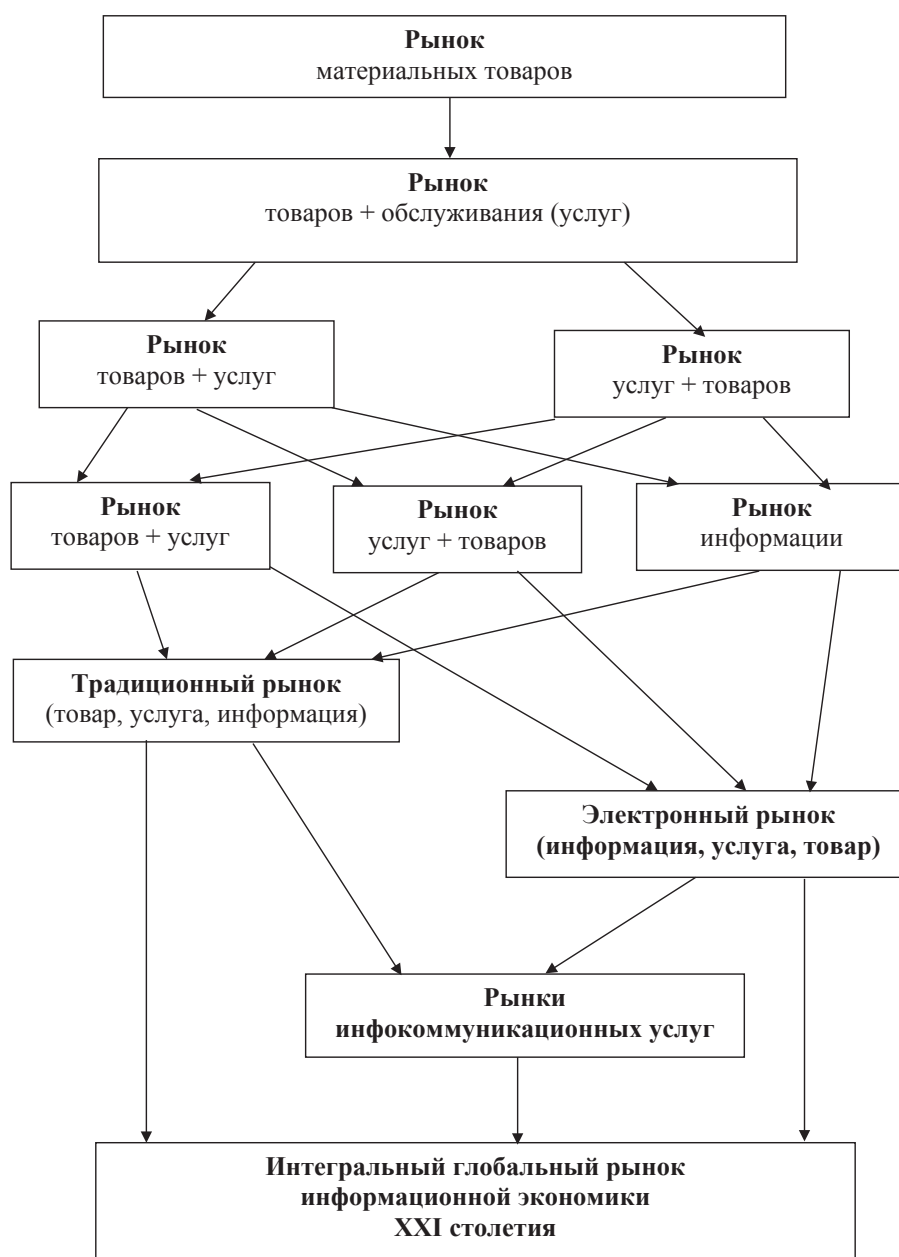 Рынок
материальных товаров
Рынок
товаров + обслуживания (услуг)
Рынок
товаров + услуг
Рынок
услуг + товаров
Рынок
товаров + услуг
Рынок
услуг + товаров
Рынок
информации
Традиционный рынок
(товар, услуга, информация)
Электронный рынок
(информация, услуга, товар)
Рынки
инфокоммуникационных услуг
Интегральный глобальный рынок
информационной экономики
XXI столетия